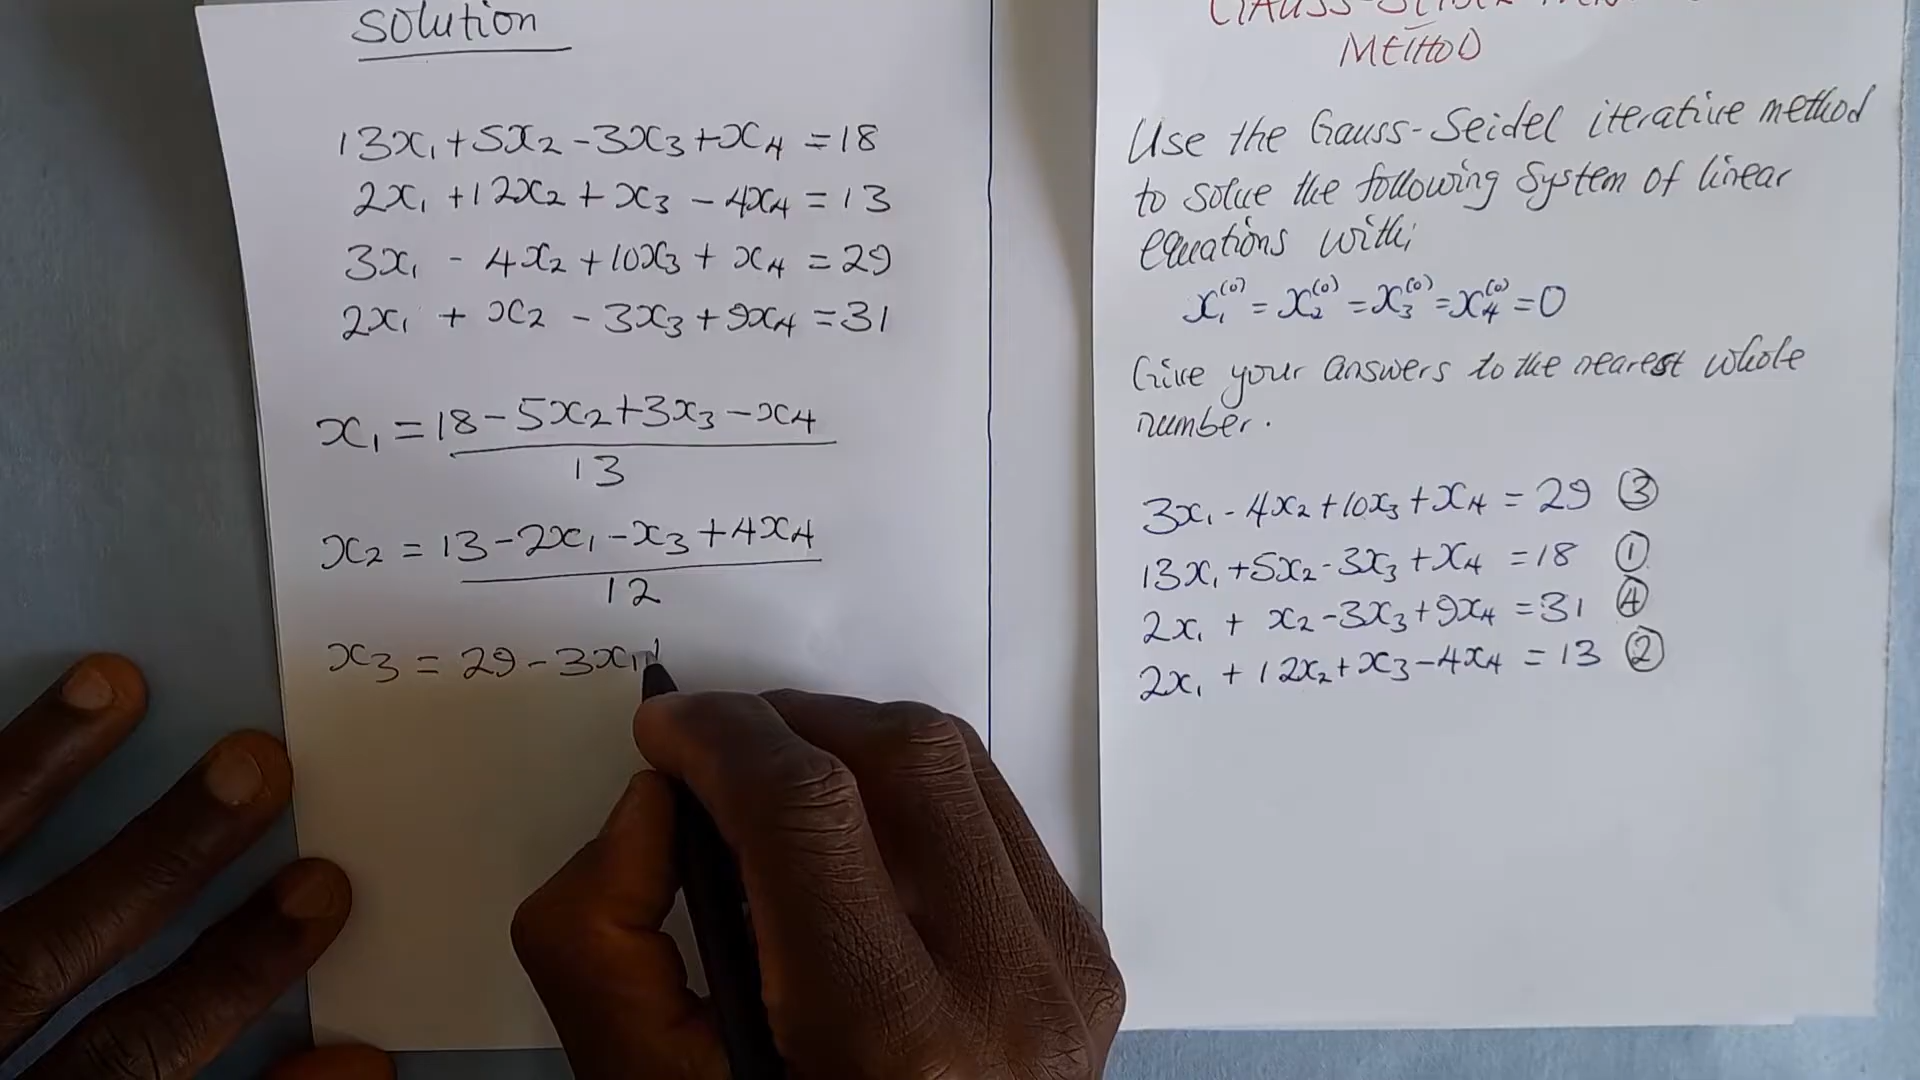 Solution
13x₁+5x₂-3x₃+x₄=18
2x₁+12x₂+x₃-4x₄=13
3x₁-4x₂+10x₃+x₄=29
2x₁+x₂-3x₃+9x₄=31
x₁=18-5x₂+3x₃-x₄
13
x₂=13-2x₁-x₃+4x₄
12
x₃=29-3x₁
METHOD
Use the Gauss-Seidel iterative method
to solve the following System of linear
equations with;
x₁⁽⁰⁾=x₂⁽⁰⁾=x₃⁽⁰⁾=x₄⁽⁰⁾=0
Give your answers to the nearest whole
number.
3x₁-4x₂+10x₃+x₄=29 ③
13x₁+5x₂-3x₃+x₄=18 ①
2x₁+x₂-3x₃+9x₄=31 ④
2x₁+12x₂+x₃-4x₄=13 ②